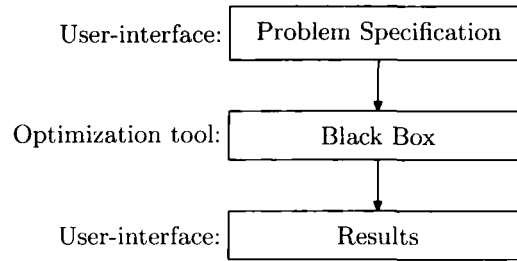 User-interface: Problem Specification
Optimization tool: Black Box
User-interface: Results